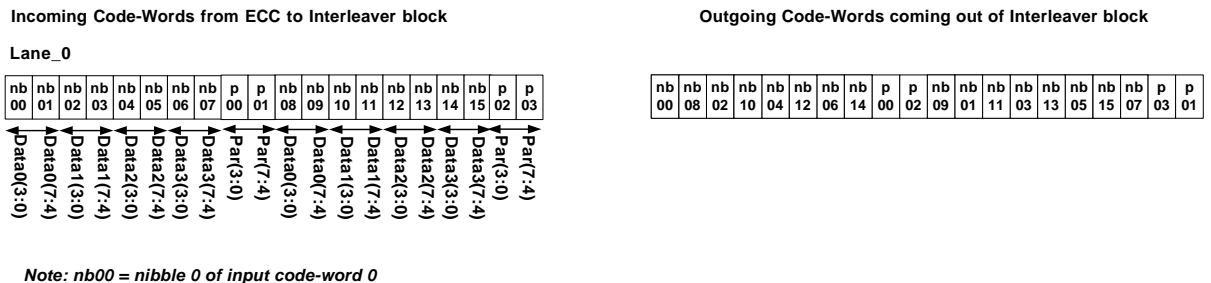 Incoming Code-Words from ECC to Interleaver block
Outgoing Code-Words coming out of Interleaver block
Lane_0
nb 00 nb 01 nb 02 nb 03 nb 04 nb 05 nb 06 nb 07 p 00 p 01 nb 08 nb 09 nb 10 nb 11 nb 12 nb 13 nb 14 nb 15 p 02 p 03
nb 00 nb 08 nb 02 nb 10 nb 04 nb 12 nb 06 nb 14 p 00 p 02 nb 09 nb 01 nb 11 nb 03 nb 13 nb 05 nb 15 nb 07 p 03 p 01
Data0(3:0)
Data0(7:4)
Data1(3:0)
Data1(7:4)
Data2(3:0)
Data2(7:4)
Data3(3:0)
Data3(7:4)
Par(3:0)
Par(7:4)
Data0(3:0)
Data0(7:4)
Data1(3:0)
Data1(7:4)
Data2(3:0)
Data2(7:4)
Data3(3:0)
Data3(7:4)
Par(3:0)
Par(7:4)
Note: nb00 = nibble 0 of input code-word 0